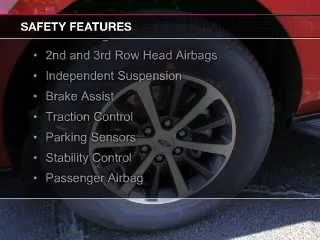 SAFETY FEATURES
• 2nd and 3rd Row Head Airbags
• Independent Suspension
• Brake Assist
• Traction Control
• Parking Sensors
• Stability Control
• Passenger Airbag